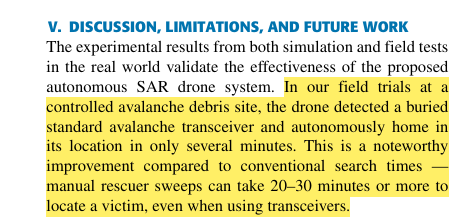 V. DISCUSSION, LIMITATIONS, AND FUTURE WORK
The experimental results from both simulation and field tests
in the real world validate the effectiveness of the proposed
autonomous SAR drone system. In our field trials at a
controlled avalanche debris site, the drone detected a buried
standard avalanche transceiver and autonomously home in
its location in only several minutes. This is a noteworthy
improvement compared to conventional search times —
manual rescuer sweeps can take 20–30 minutes or more to
locate a victim, even when using transceivers.